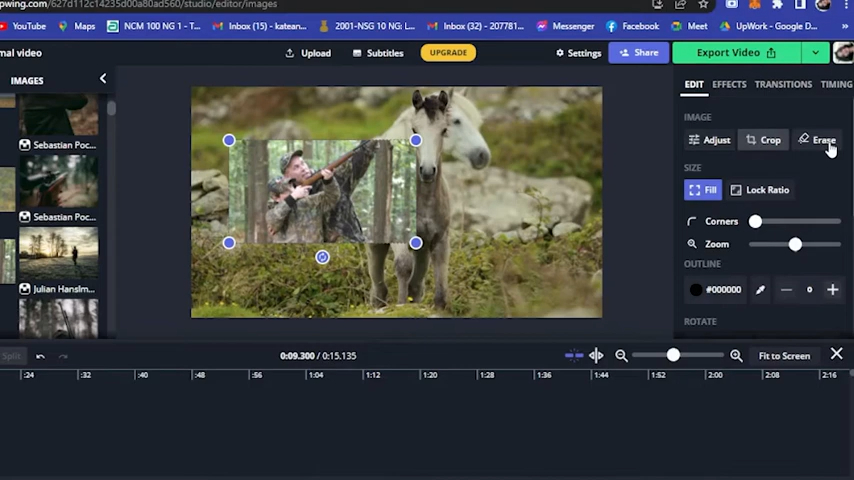 pwing.com/627d112c14235d00a80ad560/studio/editor/images
YouTube Maps NCM 100 NG 1 - T... Inbox (15) - katean... 2001-NSG 10 NG: L... Inbox (32) - 207781... Messenger Facebook Meet UpWork - Google D... »
mal video Upload Subtitles UPGRADE Settings Share Export Video
IMAGES
Sebastian Poc...
Sebastian Poc...
Julian Hanslm...
EDIT EFFECTS TRANSITIONS TIMING
IMAGE
Adjust Crop Erase
SIZE
Fill Lock Ratio
Corners
Zoom
OUTLINE
#000000 0
ROTATE
Split 0:09.300 / 0:15.135 Fit to Screen
:24 :32 :40 :48 :56 1:04 1:12 1:20 1:28 1:36 1:44 1:52 2:00 2:08 2:16